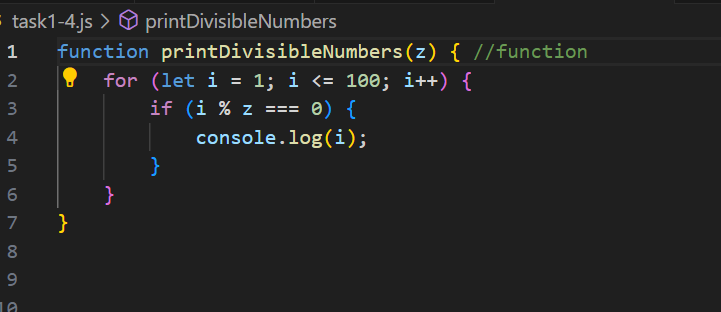 task1-4.js > printDivisibleNumbers
1 function printDivisibleNumbers(z) { //function
2 for (let i = 1; i <= 100; i++) {
3 if (i % z === 0) {
4 console.log(i);
5 }
6 }
7 }
8
9
10